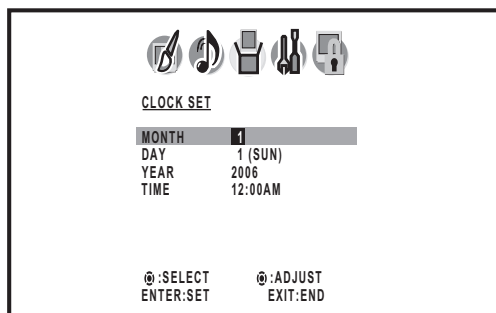 CLOCK SET
MONTH 1
DAY 1 (SUN)
YEAR 2006
TIME 12:00AM
:SELECT :ADJUST
ENTER:SET EXIT:END